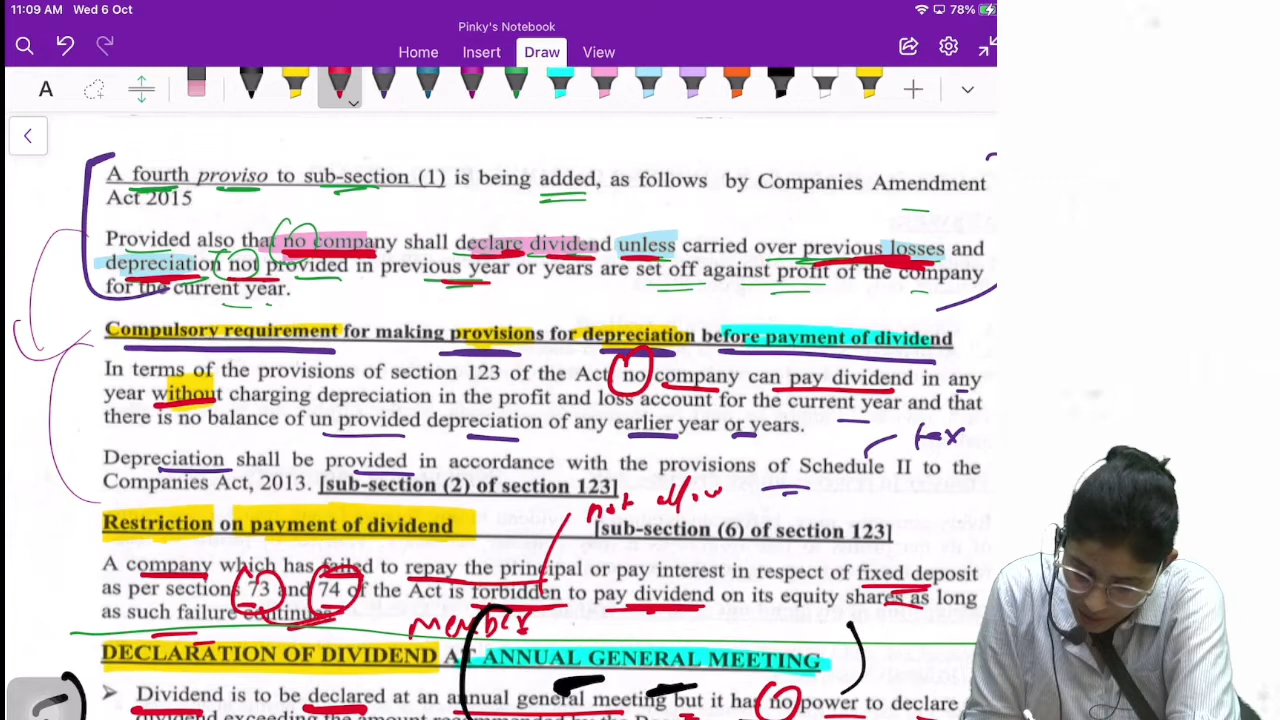 11:09 AM Wed 6 Oct
78%
Pinky's Notebook
Home Insert Draw View
A
A fourth proviso to sub-section (1) is being added, as follows by Companies Amendment
Act 2015
Provided also that no company shall declare dividend unless carried over previous losses and
depreciation not provided in previous year or years are set off against profit of the company
for the current year.
Compulsory requirement for making provisions for depreciation before payment of dividend
In terms of the provisions of section 123 of the Act no company can pay dividend in any
year without charging depreciation in the profit and loss account for the current year and that
there is no balance of un provided depreciation of any earlier year or years.
tax
Depreciation shall be provided in accordance with the provisions of Schedule II to the
Companies Act, 2013. [sub-section (2) of section 123]
not
Restriction on payment of dividend [sub-section (6) of section 123]
A company which has failed to repay the principal or pay interest in respect of fixed deposit
as per sections 73 and 74 of the Act is forbidden to pay dividend on its equity shares as long
as such failure continues
member
DECLARATION OF DIVIDEND AT ANNUAL GENERAL MEETING
➤ Dividend is to be declared at an annual general meeting but it has no power to declare
dividend exceeding the amount recommended by the